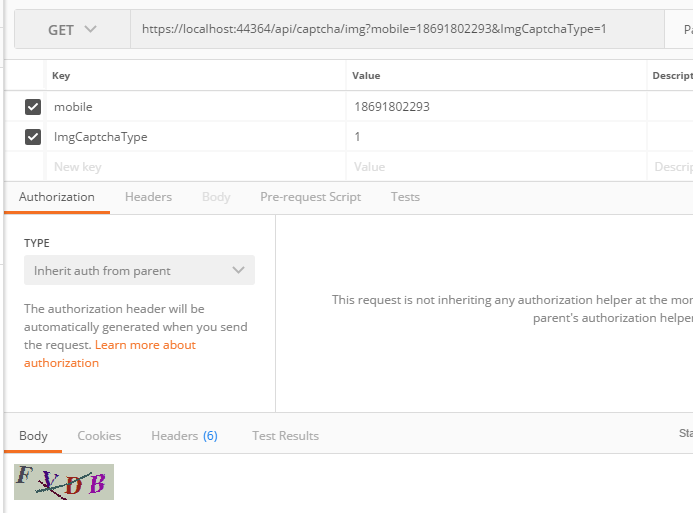 GET
https://localhost:44364/api/captcha/img?mobile=18691802293&ImgCaptchaType=1
Key Value Descript
mobile 18691802293
ImgCaptchaType 1
New key Value Descrip
Authorization Headers Body Pre-request Script Tests
TYPE
Inherit auth from parent
The authorization header will be
automatically generated when you send
the request. Learn more about
authorization
This request is not inheriting any authorization helper at the mor
parent's authorization helper
Body Cookies Headers (6) Test Results Sta